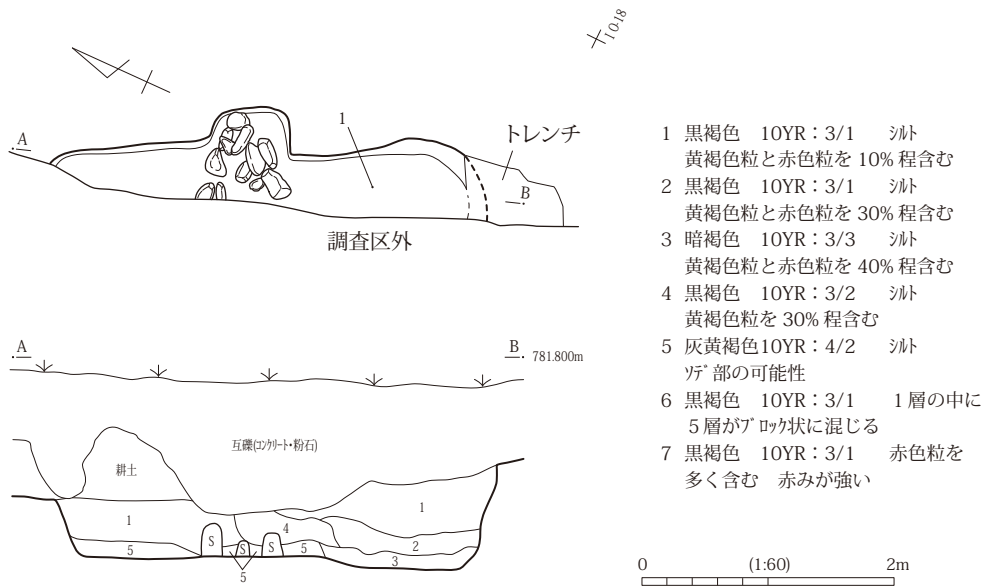 10-18
1
トレンチ
A
B
調査区外
A
B
781.800m
互礫(ｺﾝｸﾘｰﾄ・粉石)
耕土
1
1
4
S
S
S
5
5
2
3
5
1 黒褐色 10YR：3/1 ｼﾙﾄ
黄褐色粒と赤色粒を 10% 程含む
2 黒褐色 10YR：3/1 ｼﾙﾄ
黄褐色粒と赤色粒を 30% 程含む
3 暗褐色 10YR：3/3 ｼﾙﾄ
黄褐色粒と赤色粒を 40% 程含む
4 黒褐色 10YR：3/2 ｼﾙﾄ
黄褐色粒を 30% 程含む
5 灰黄褐色10YR：4/2 ｼﾙﾄ
ｿﾃﾞ部の可能性
6 黒褐色 10YR：3/1 1層の中に
5層がﾌﾞﾛｯｸ状に混じる
7 黒褐色 10YR：3/1 赤色粒を
多く含む 赤みが強い
0 (1:60) 2m